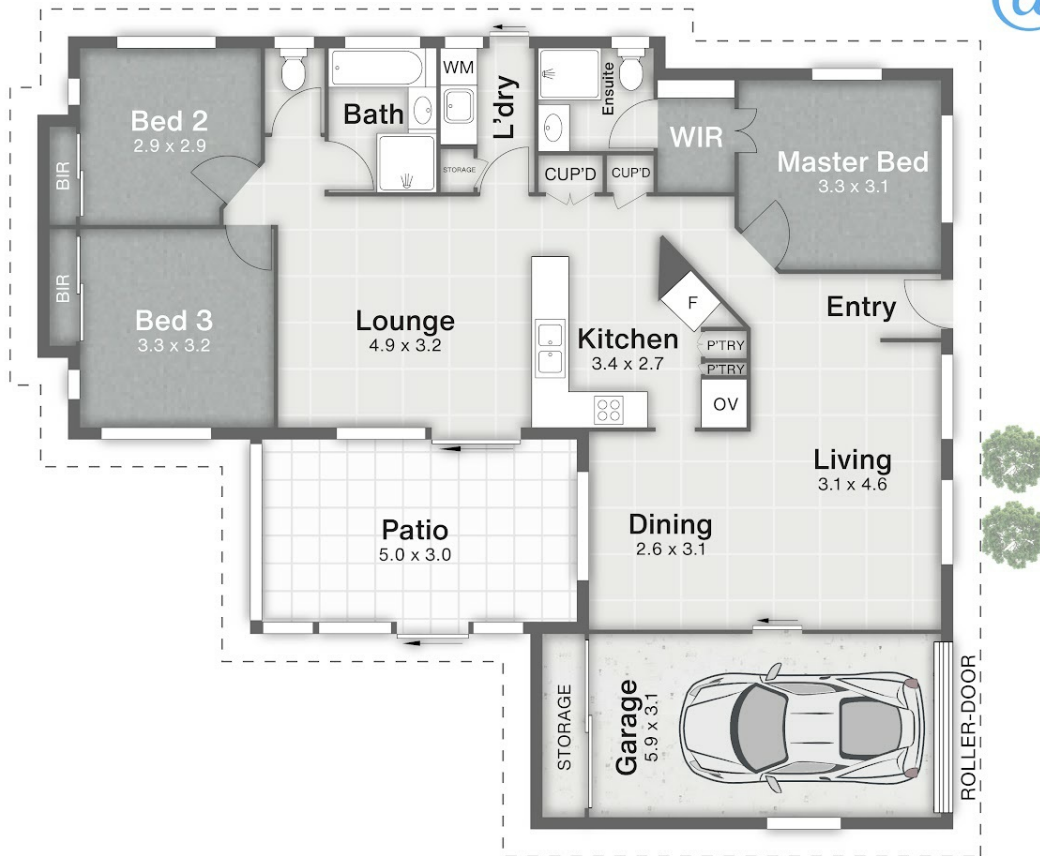 @
WM
Ensuite
Bed 2
2.9 x 2.9
Bath
L'dry
WIR
Master Bed
3.3 x 3.1
BIR
STORAGE
CUP'D
CUP'D
BIR
Bed 3
3.3 x 3.2
Lounge
4.9 x 3.2
F
Entry
Kitchen
3.4 x 2.7
P'TRY
P'TRY
OV
Living
3.1 x 4.6
Patio
5.0 x 3.0
Dining
2.6 x 3.1
STORAGE
Garage
5.9 x 3.1
ROLLER-DOOR